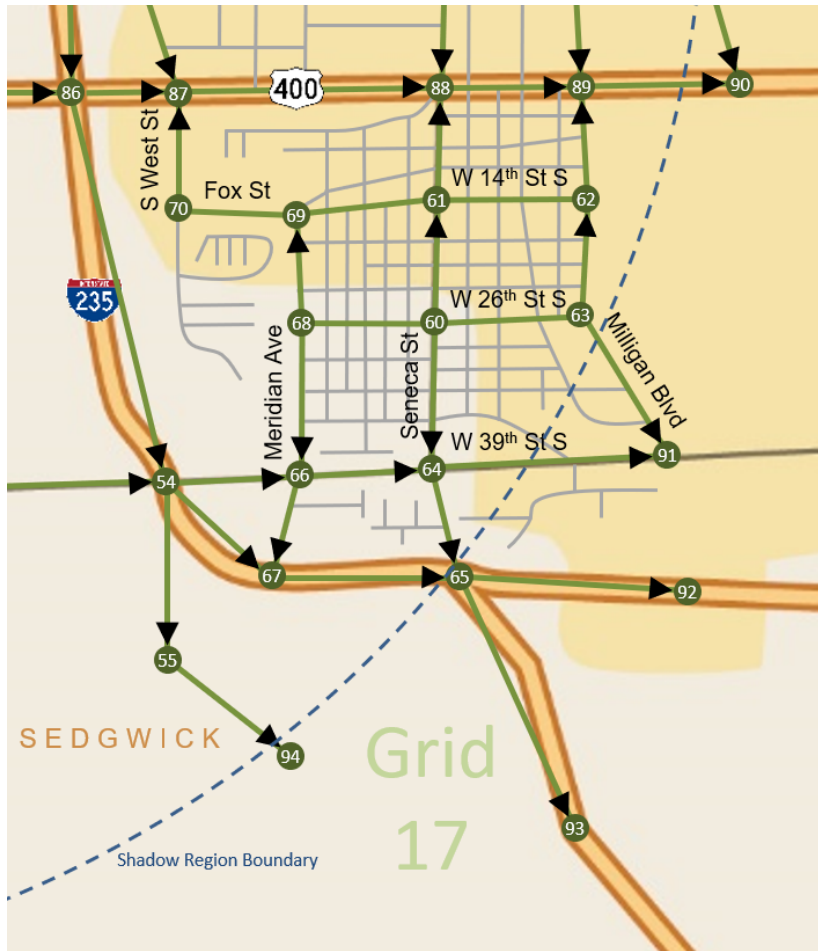 86
87
400
88
89
90
S West St
W 14th St S
Fox St
70
69
61
62
235
W 26th St S
68
60
63
Meridian Ave
Seneca St
Milligan Blvd
W 39th St S
54
66
64
91
67
65
92
55
SEDGWICK
94
Grid
17
93
Shadow Region Boundary